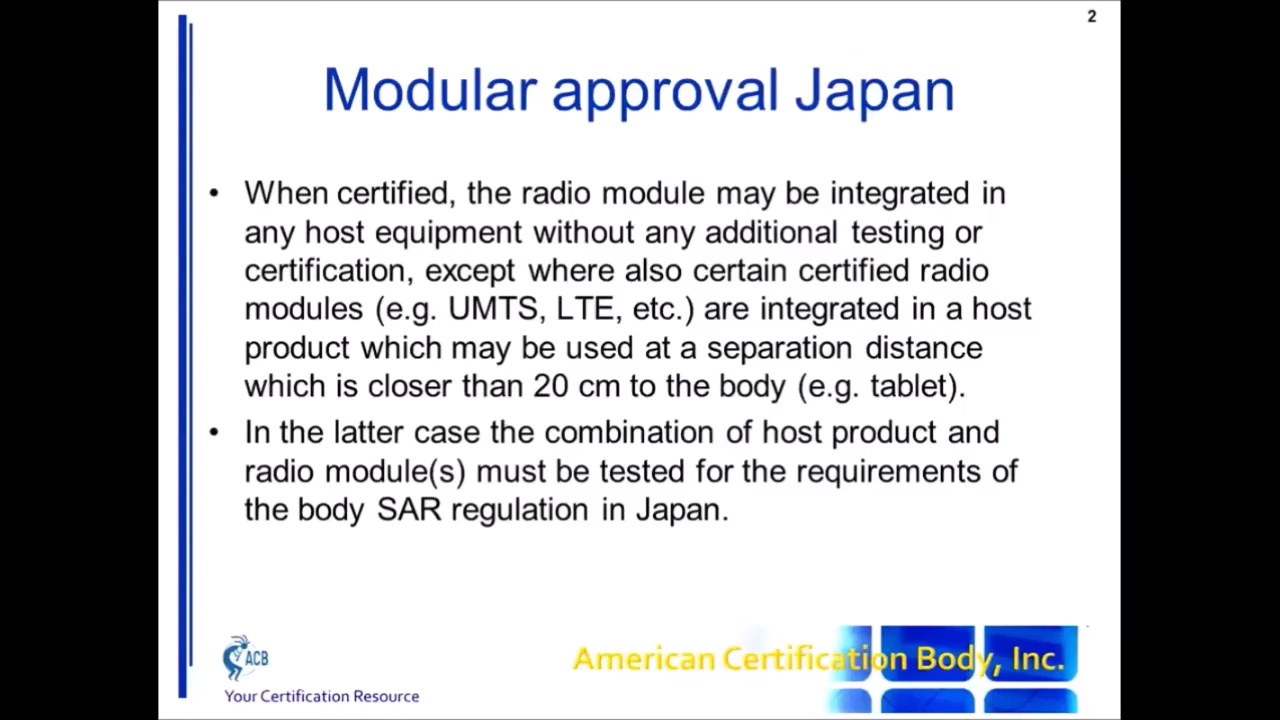 2
Modular approval Japan
• When certified, the radio module may be integrated in
any host equipment without any additional testing or
certification, except where also certain certified radio
modules (e.g. UMTS, LTE, etc.) are integrated in a host
product which may be used at a separation distance
which is closer than 20 cm to the body (e.g. tablet).
• In the latter case the combination of host product and
radio module(s) must be tested for the requirements of
the body SAR regulation in Japan.
ACB
American Certification Body, Inc.
Your Certification Resource